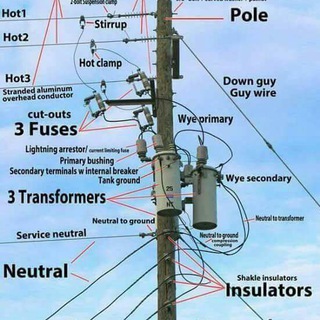 2-bolt Suspension clamp
Hot1
Pole
Stirrup
Hot2
Hot clamp
Hot3
Down guy
Guy wire
Stranded aluminum
overhead conductor
cut-outs
3 Fuses
Wye primary
Lightning arrestor/ current limiting fuse
Primary bushing
Secondary terminals w internal breaker
Tank ground
Wye secondary
3 Transformers
25
Neutral to ground
Neutral to transformer
Service neutral
Neutral to ground
compression
coupling
Neutral
Shakle insulators
Insulators